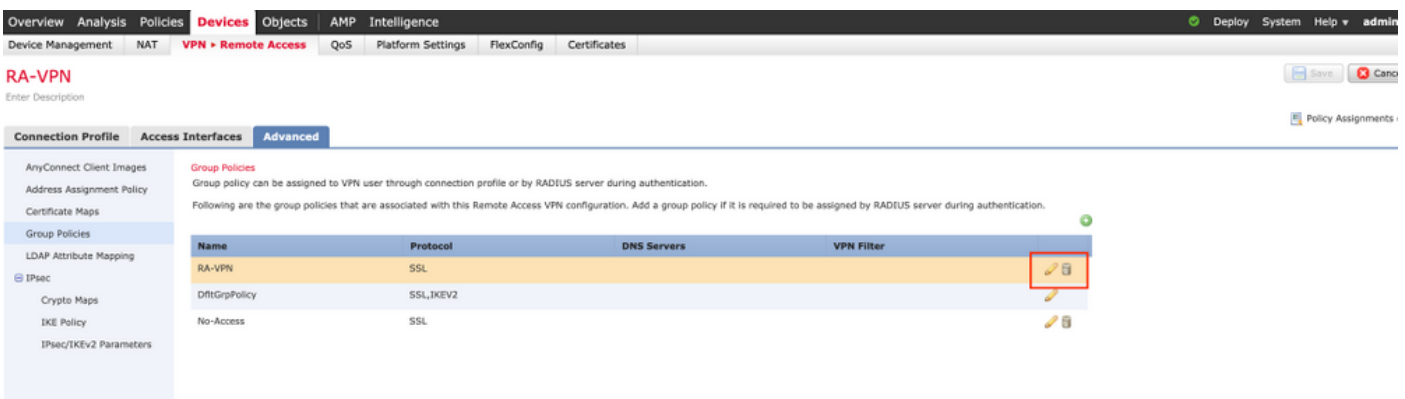 Overview Analysis Policies Devices Objects AMP Intelligence Deploy System Help admin
Device Management NAT VPN Remote Access QoS Platform Settings FlexConfig Certificates
RA-VPN
Save Canc
Enter Description
Policy Assignments
Connection Profile Access Interfaces Advanced
AnyConnect Client Images
Address Assignment Policy
Certificate Maps
Group Policies
LDAP Attribute Mapping
IPsec
Crypto Maps
IKE Policy
IPsec/IKEv2 Parameters
Group Policies
Group policy can be assigned to VPN user through connection profile or by RADIUS server during authentication.
Following are the group policies that are associated with this Remote Access VPN configuration. Add a group policy if it is required to be assigned by RADIUS server during authentication.
Name Protocol DNS Servers VPN Filter
RA-VPN SSL
DfltGrpPolicy SSL,IKEV2
No-Access SSL